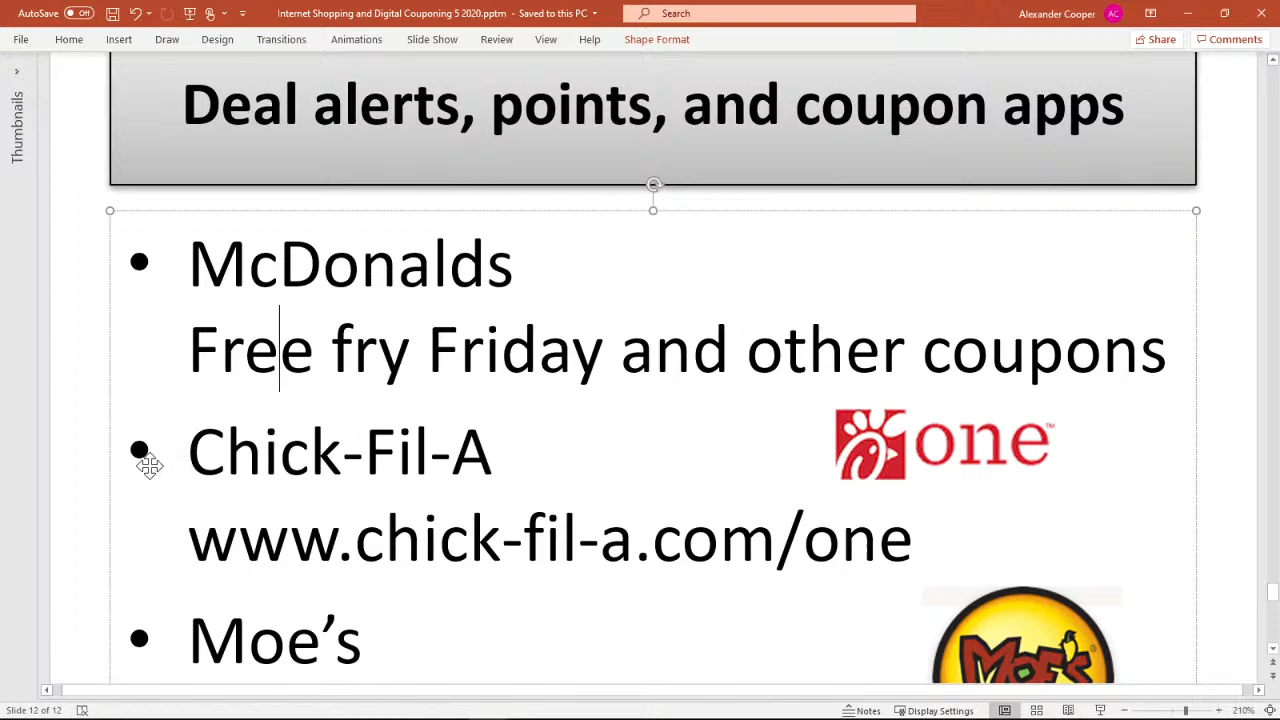 AutoSave Off Internet Shopping and Digital Couponing 5 2020.pptm - Saved to this PC Search Alexander Cooper AC
File Home Insert Draw Design Transitions Animations Slide Show Review View Help Shape Format Share Comments
Thumbnails
Deal alerts, points, and coupon apps
• McDonalds
Free fry Friday and other coupons
• Chick-Fil-A
one™
www.chick-fil-a.com/one
• Moe’s
MOE'S®
Slide 12 of 12 Notes Display Settings 210%